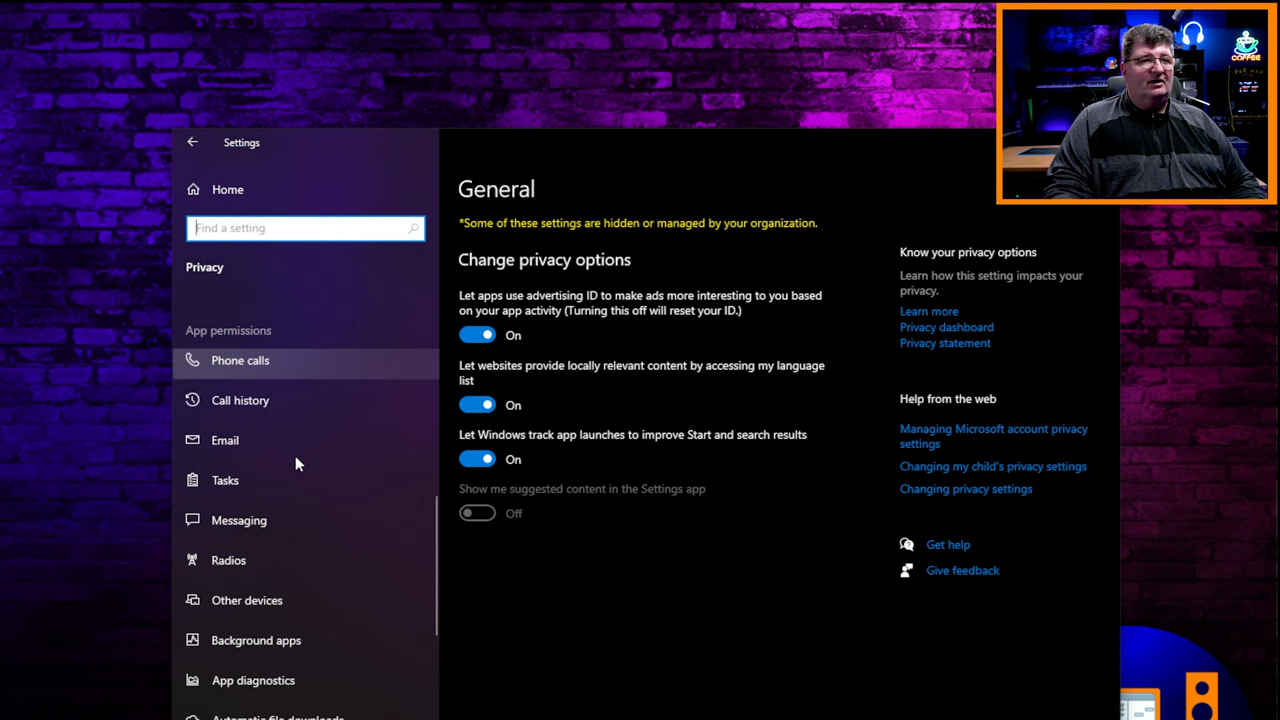 Settings
Home
Find a setting
Privacy
App permissions
Phone calls
Call history
Email
Tasks
Messaging
Radios
Other devices
Background apps
App diagnostics
Automatic file downloads
General
*Some of these settings are hidden or managed by your organization.
Change privacy options
Let apps use advertising ID to make ads more interesting to you based
on your app activity (Turning this off will reset your ID.)
On
Let websites provide locally relevant content by accessing my language
list
On
Let Windows track app launches to improve Start and search results
On
Show me suggested content in the Settings app
Off
Know your privacy options
Learn how this setting impacts your
privacy.
Learn more
Privacy dashboard
Privacy statement
Help from the web
Managing Microsoft account privacy
settings
Changing my child's privacy settings
Changing privacy settings
Get help
Give feedback
COFFEE